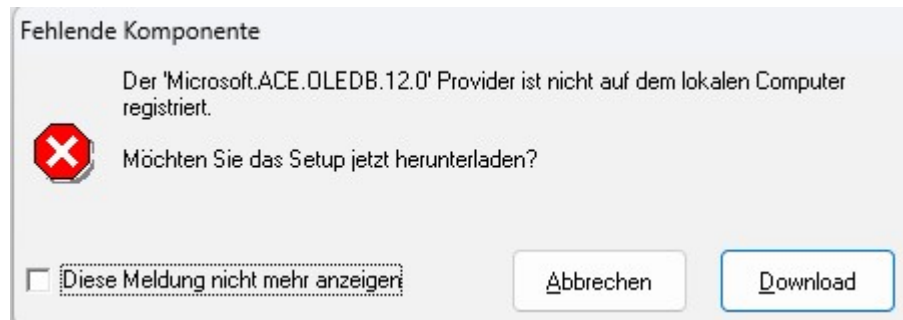 Fehlende Komponente
Der 'Microsoft.ACE.OLEDB.12.0' Provider ist nicht auf dem lokalen Computer
registriert.
Möchten Sie das Setup jetzt herunterladen?
Diese Meldung nicht mehr anzeigen
Abbrechen
Download